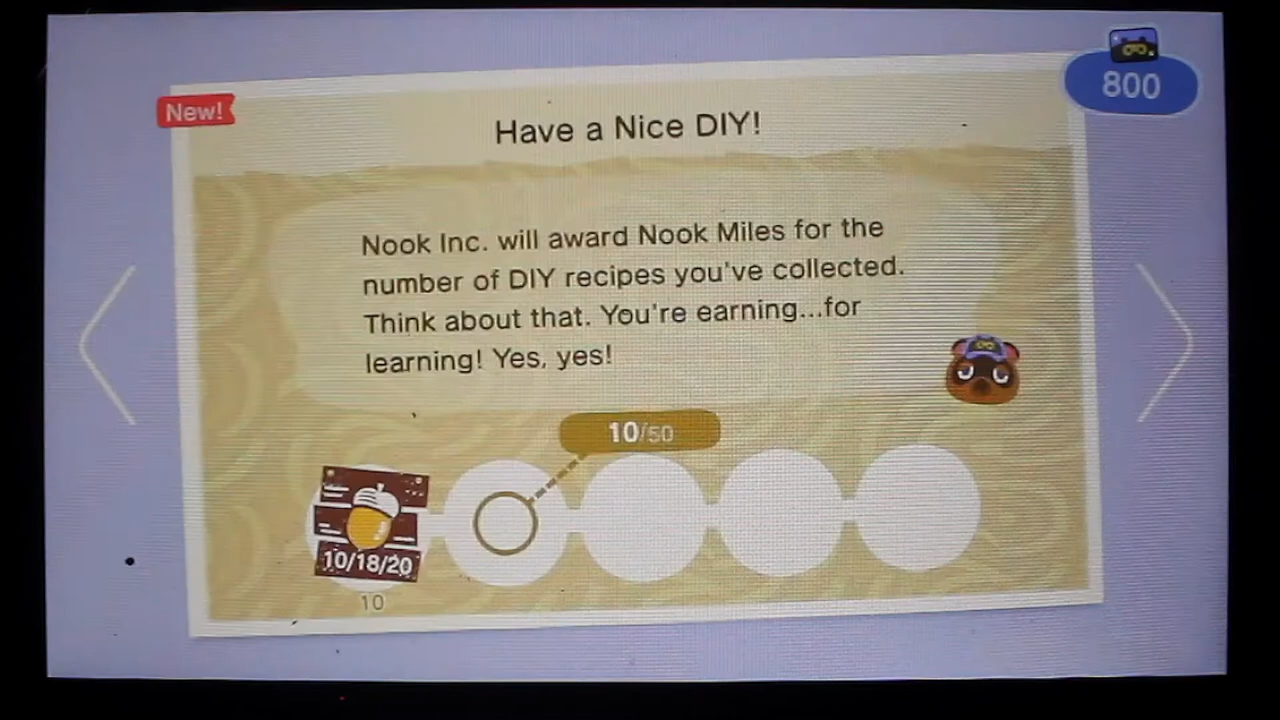 New!
800
Have a Nice DIY!
Nook Inc. will award Nook Miles for the
number of DIY recipes you've collected.
Think about that. You're earning...for
learning! Yes, yes!
10/50
10/18/20
10